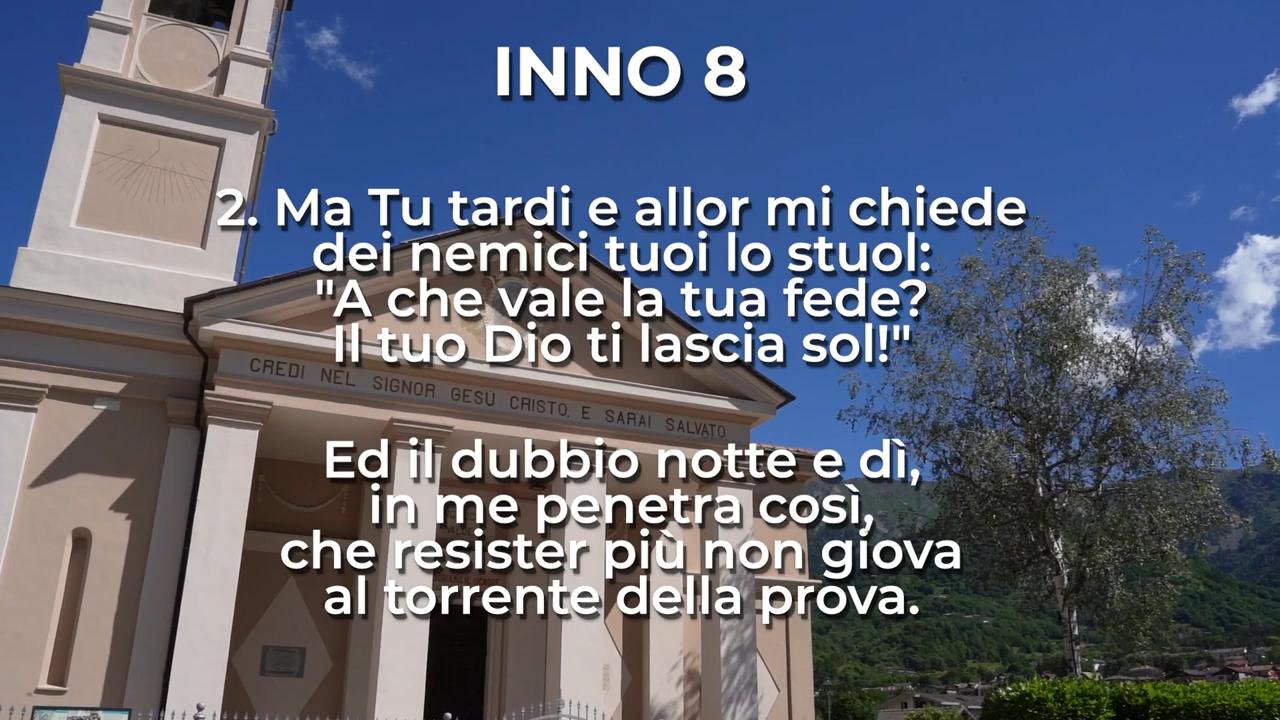 INNO 8
2. Ma Tu tardi e allor mi chiede
dei nemici tuoi lo stuol:
"A che vale la tua fede?
Il tuo Dio ti lascia sol!"
CREDI NEL SIGNOR GESÙ CRISTO, E SARAI SALVATO
Ed il dubbio notte e dì,
in me penetra così,
che resister più non giova
al torrente della prova.